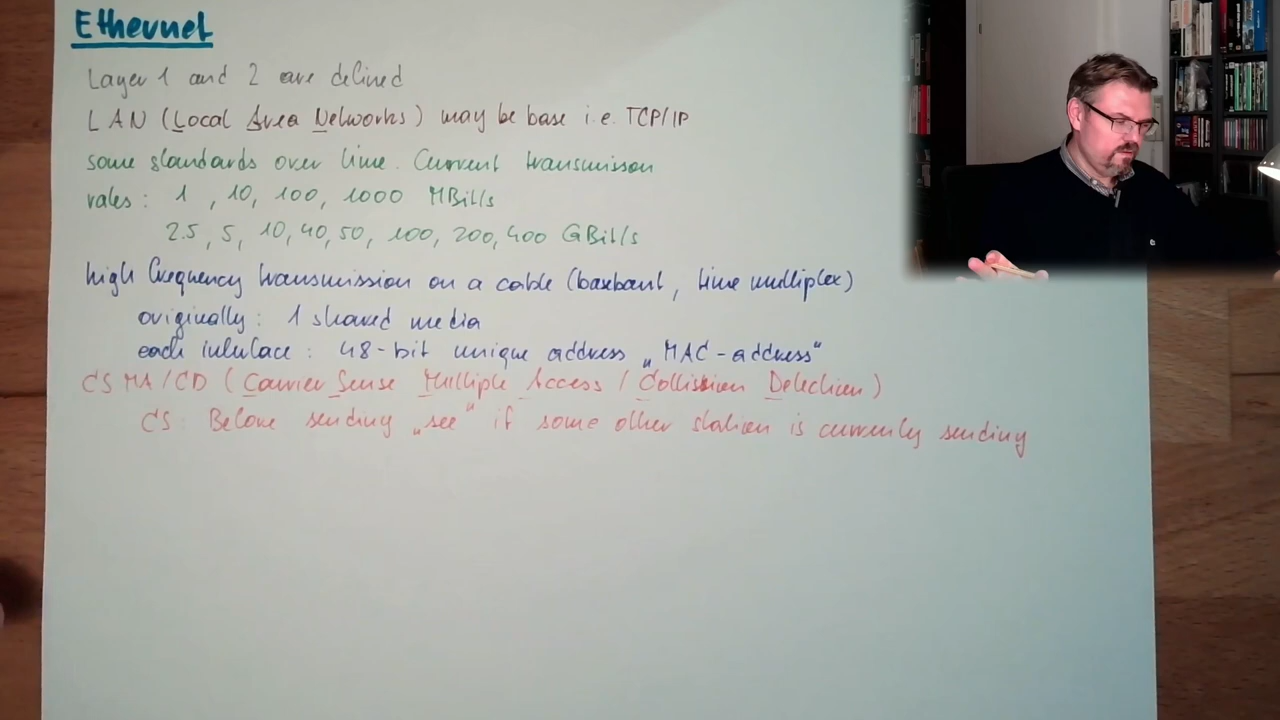 Ethernet
Layer 1 and 2 are defined
LAN (Local Area Networks) may be base i.e. TCP/IP
some standards over time. Current transmisson
rates: 1, 10, 100, 1000 MBit/s
2.5, 5, 10, 40, 50, 100, 200, 400 GBit/s
high frequency transmission on a cable (baseband, time multiplex)
originally: 1 shared media
each interface: 48-bit unique address „MAC-address“
CSMA/CD (Carrier Sense Multiple Access / Collision Detection)
CS: Before sending „see“ if some other station is currently sending